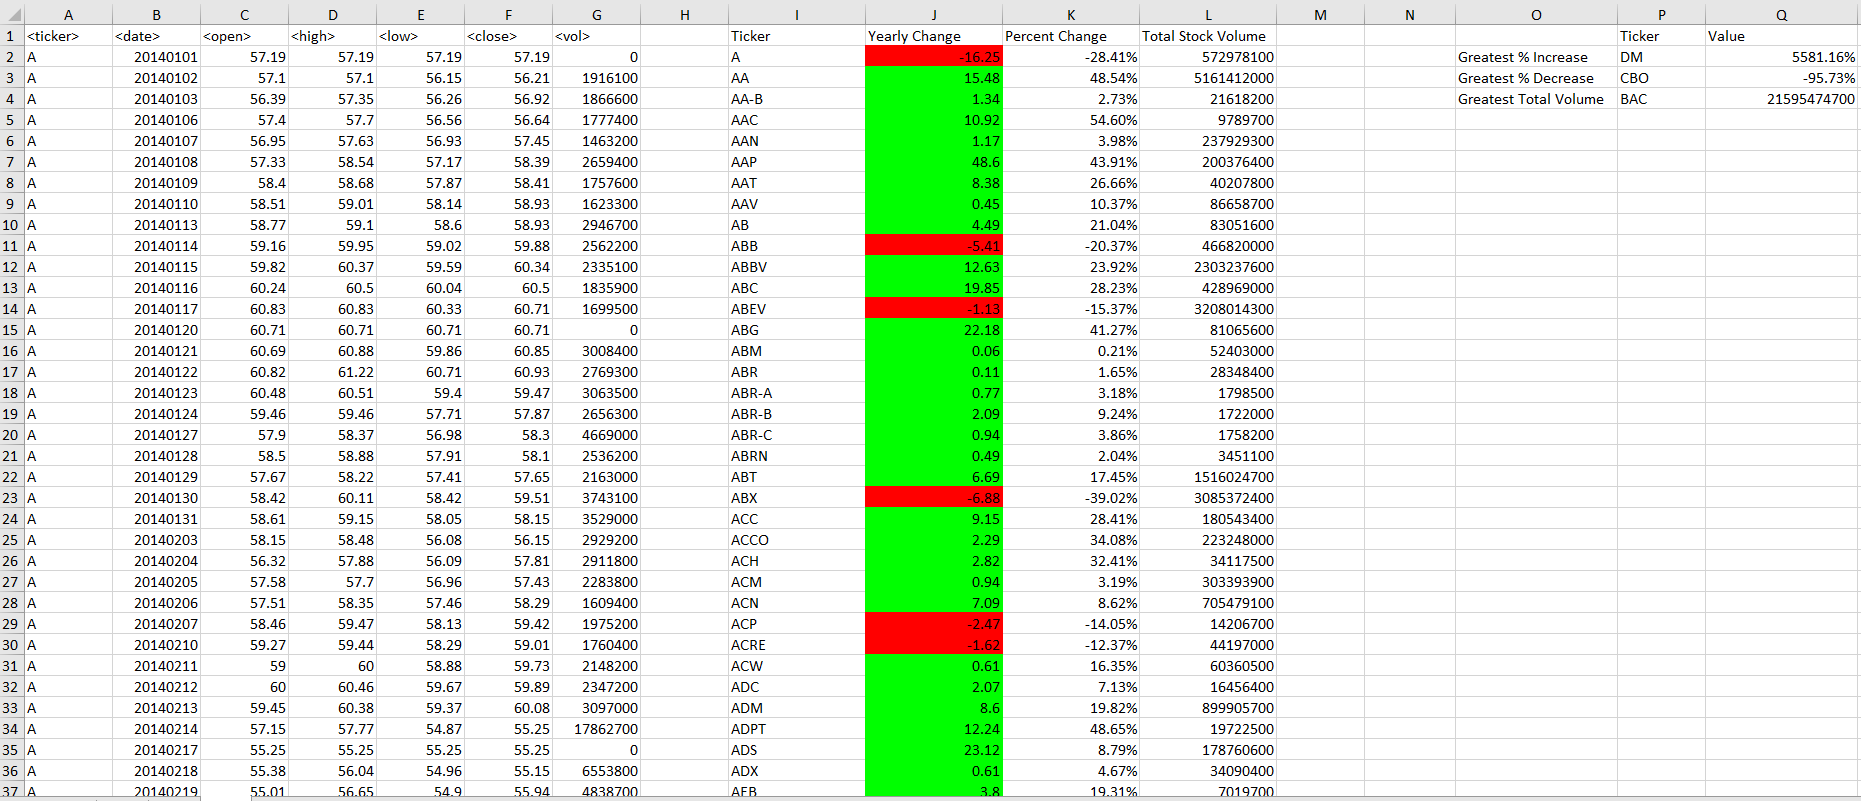 A B C D E F G H I J K L M N O P Q
1 <ticker> <date> <open> <high> <low> <close> <vol> Ticker Yearly Change Percent Change Total Stock Volume Ticker Value
2 A 20140101 57.19 57.19 57.19 57.19 0 A -16.25 -28.41% 572978100 Greatest % Increase DM 5581.16%
3 A 20140102 57.1 57.1 56.15 56.21 1916100 AA 15.48 48.54% 5161412000 Greatest % Decrease CBO -95.73%
4 A 20140103 56.39 57.35 56.26 56.92 1866600 AA-B 1.34 2.73% 21618200 Greatest Total Volume BAC 21595474700
5 A 20140106 57.4 57.7 56.56 56.64 1777400 AAC 10.92 54.60% 9789700
6 A 20140107 56.95 57.63 56.93 57.45 1463200 AAN 1.17 3.98% 237929300
7 A 20140108 57.33 58.54 57.17 58.39 2659400 AAP 48.6 43.91% 200376400
8 A 20140109 58.4 58.68 57.87 58.41 1757600 AAT 8.38 26.66% 40207800
9 A 20140110 58.51 59.01 58.14 58.93 1623300 AAV 0.45 10.37% 86658700
10 A 20140113 58.77 59.1 58.6 58.93 2946700 AB 4.49 21.04% 83051600
11 A 20140114 59.16 59.95 59.02 59.88 2562200 ABB -5.41 -20.37% 466820000
12 A 20140115 59.82 60.37 59.59 60.34 2335100 ABBV 12.63 23.92% 2303237600
13 A 20140116 60.24 60.5 60.04 60.5 1835900 ABC 19.85 28.23% 428969000
14 A 20140117 60.83 60.83 60.33 60.71 1699500 ABEV -1.13 -15.37% 3208014300
15 A 20140120 60.71 60.71 60.71 60.71 0 ABG 22.18 41.27% 81065600
16 A 20140121 60.69 60.88 59.86 60.85 3008400 ABM 0.06 0.21% 52403000
17 A 20140122 60.82 61.22 60.71 60.93 2769300 ABR 0.11 1.65% 28348400
18 A 20140123 60.48 60.51 59.4 59.47 3063500 ABR-A 0.77 3.18% 1798500
19 A 20140124 59.46 59.46 57.71 57.87 2656300 ABR-B 2.09 9.24% 1722000
20 A 20140127 57.9 58.37 56.98 58.3 4669000 ABR-C 0.94 3.86% 1758200
21 A 20140128 58.5 58.88 57.91 58.1 2536200 ABRN 0.49 2.04% 3451100
22 A 20140129 57.67 58.22 57.41 57.65 2163000 ABT 6.69 17.45% 1516024700
23 A 20140130 58.42 60.11 58.42 59.51 3743100 ABX -6.88 -39.02% 3085372400
24 A 20140131 58.61 59.15 58.05 58.15 3529000 ACC 9.15 28.41% 180543400
25 A 20140203 58.15 58.48 56.08 56.15 2929200 ACCO 2.29 34.08% 223248000
26 A 20140204 56.32 57.88 56.09 57.81 2911800 ACH 2.82 32.41% 34117500
27 A 20140205 57.58 57.7 56.96 57.43 2283800 ACM 0.94 3.19% 303393900
28 A 20140206 57.51 58.35 57.46 58.29 1609400 ACN 7.09 8.62% 705479100
29 A 20140207 58.46 59.47 58.13 59.42 1975200 ACP -2.47 -14.05% 14206700
30 A 20140210 59.27 59.44 58.29 59.01 1760400 ACRE -1.62 -12.37% 44197000
31 A 20140211 59 60 58.88 59.73 2148200 ACW 0.61 16.35% 60360500
32 A 20140212 60 60.46 59.67 59.89 2347200 ADC 2.07 7.13% 16456400
33 A 20140213 59.45 60.38 59.37 60.08 3097000 ADM 8.6 19.82% 899905700
34 A 20140214 57.15 57.77 54.87 55.25 17862700 ADPT 12.24 48.65% 19722500
35 A 20140217 55.25 55.25 55.25 55.25 0 ADS 23.12 8.79% 178760600
36 A 20140218 55.38 56.04 54.96 55.15 6553800 ADX 0.61 4.67% 34090400
37 A 20140219 55.01 56.65 54.9 55.94 4838700 AEB 3.8 19.31% 7019700